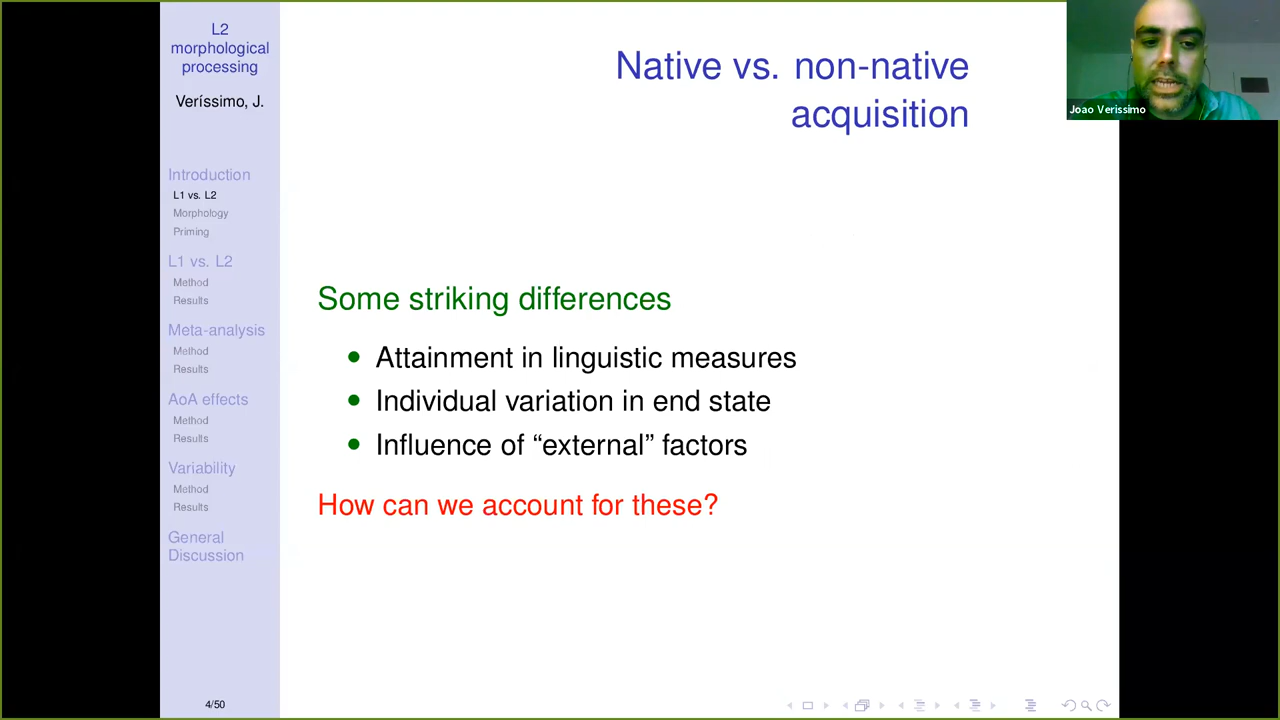 L2
morphological
processing
Veríssimo, J.
Introduction
L1 vs. L2
Morphology
Priming
L1 vs. L2
Method
Results
Meta-analysis
Method
Results
AoA effects
Method
Results
Variability
Method
Results
General
Discussion
4/50
Native vs. non-native
acquisition
Some striking differences
• Attainment in linguistic measures
• Individual variation in end state
• Influence of “external” factors
How can we account for these?
Joao Verissimo